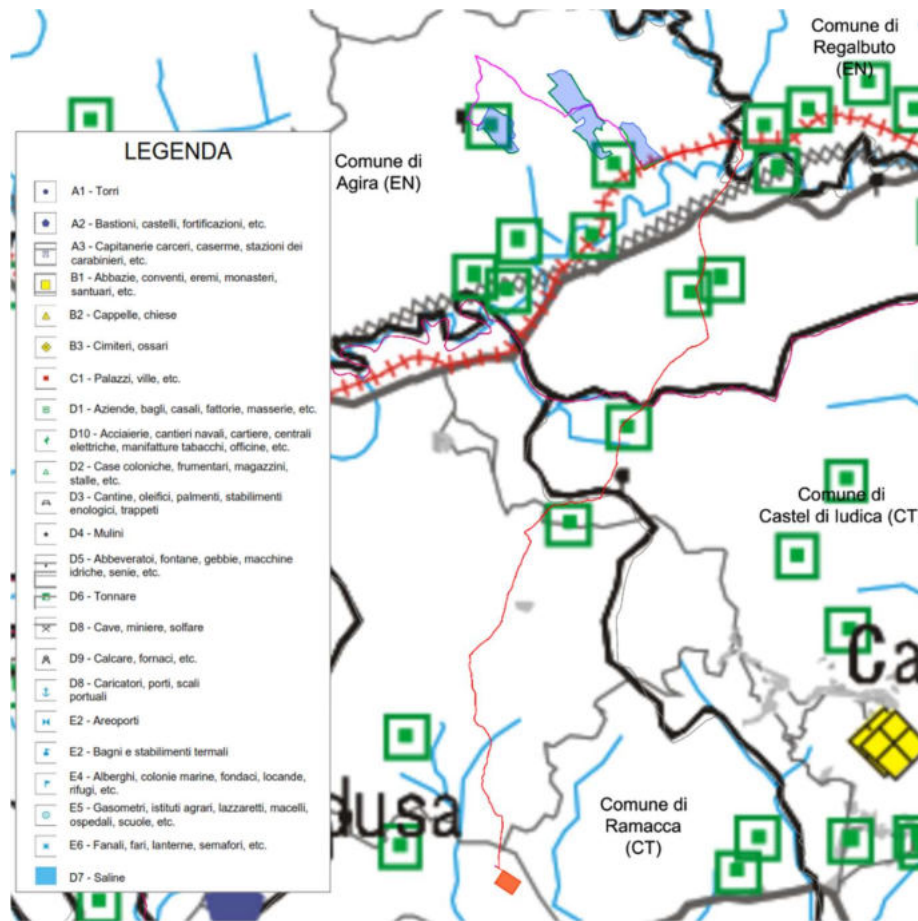 Comune di
Regalbuto
(EN)
LEGENDA
Comune di
Agira (EN)
A1 - Torri
A2 - Bastioni, castelli, fortificazioni, etc.
A3 - Capitanerie carceri, caserme, stazioni dei
carabinieri, etc.
B1 - Abbazie, conventi, eremi, monasteri,
santuari, etc.
B2 - Cappelle, chiese
B3 - Cimiteri, ossari
C1 - Palazzi, ville, etc.
D1 - Aziende, bagli, casali, fattorie, masserie, etc.
D10 - Acciaierie, cantieri navali, cartiere, centrali
elettriche, manifatture tabacchi, officine, etc.
D2 - Case coloniche, frumentari, magazzini,
stalle, etc.
D3 - Cantine, oleifici, palmenti, stabilimenti
enologici, trappeti
D4 - Mulini
D5 - Abbeveratoi, fontane, gebbie, macchine
idriche, senie, etc.
D6 - Tonnare
D8 - Cave, miniere, solfare
D9 - Calcare, fornaci, etc.
D8 - Caricatori, porti, scali
portuali
E2 - Areoporti
E2 - Bagni e stabilimenti termali
E4 - Alberghi, colonie marine, fondaci, locande,
rifugi, etc.
E5 - Gasometri, istituti agrari, lazzaretti, macelli,
ospedali, scuole, etc.
E6 - Fanali, fari, lanterne, semafori, etc.
D7 - Saline
Comune di
Castel di Iudica (CT)
Ca
dusa
Comune di
Ramacca
(CT)